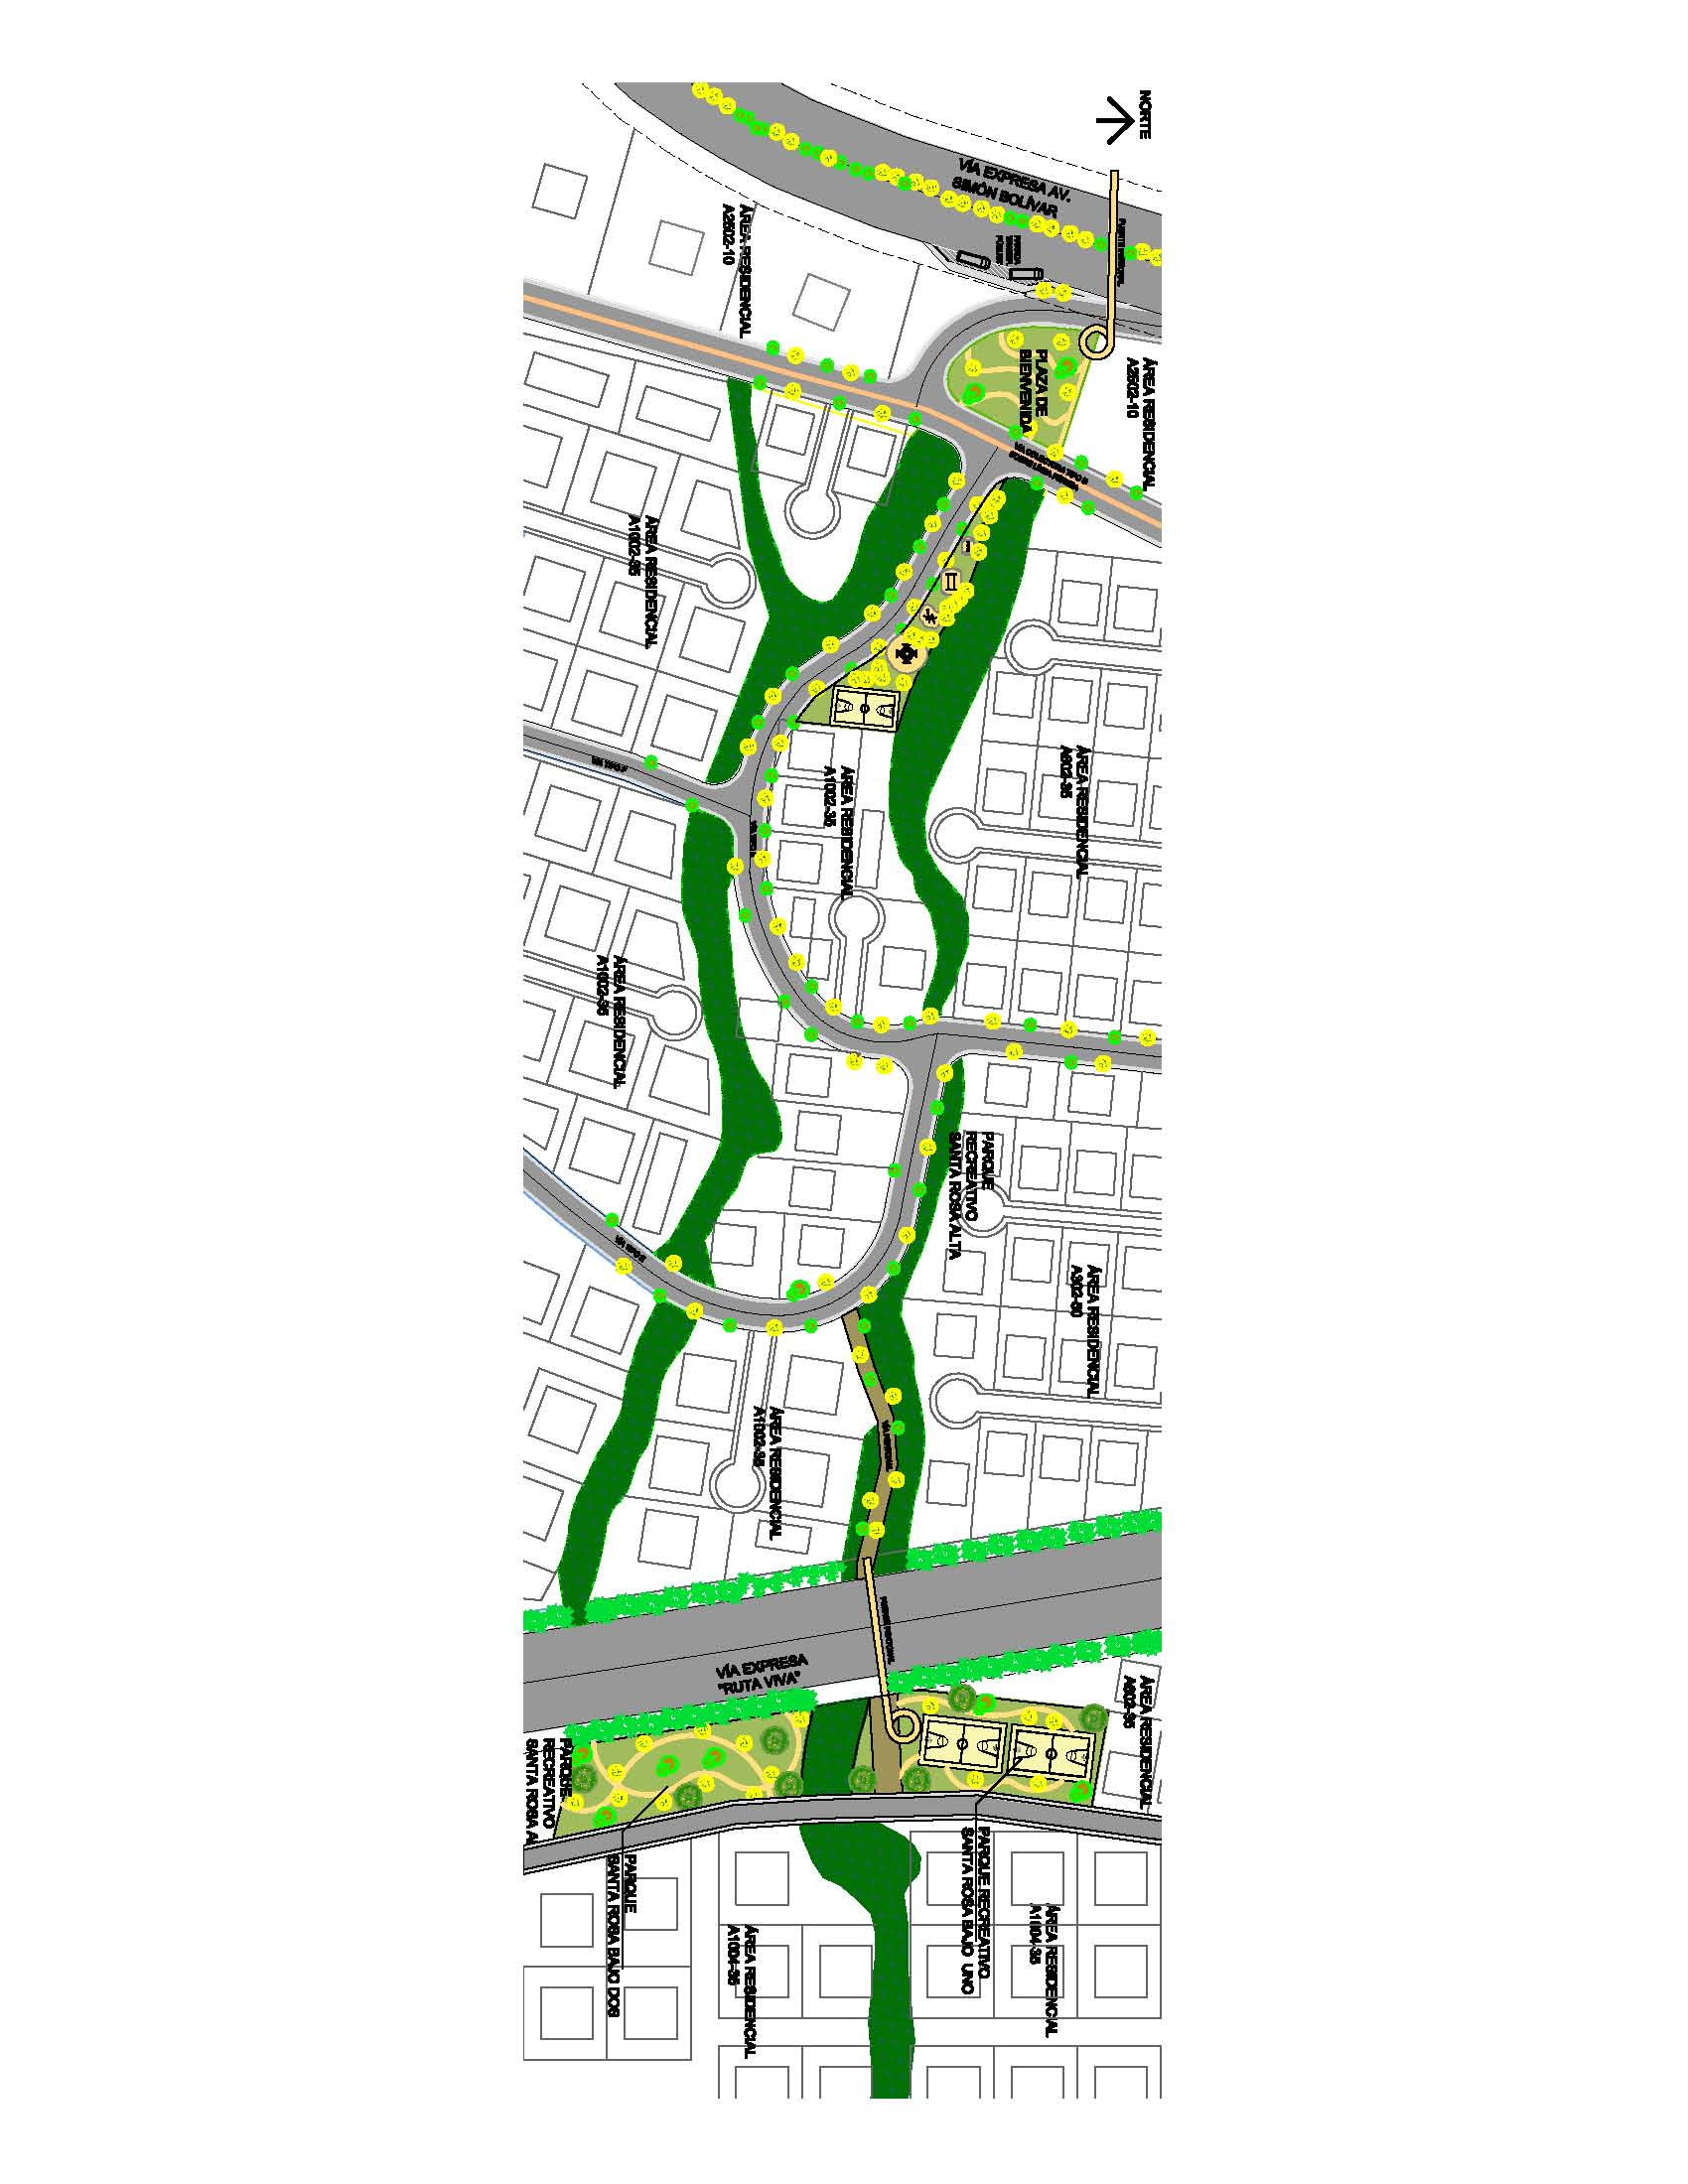 NORTE
VÍA EXPRESA AV.
SIMÓN BOLÍVAR
ÁREA RESIDENCIAL
A2502-10
PLAZA DE
BIENVENIDA
ÁREA RESIDENCIAL
A2502-10
ÁREA RESIDENCIAL
A1002-35
ÁREA RESIDENCIAL
A602-35
ÁREA RESIDENCIAL
A1002-35
ÁREA RESIDENCIAL
A1002-35
PARQUE
RECREATIVO
SANTA ROSA ALTA
ÁREA RESIDENCIAL
A302-50
ÁREA RESIDENCIAL
A1002-35
VÍA EXPRESA
"RUTA VIVA"
ÁREA RESIDENCIAL
A602-35
PARQUE
RECREATIVO
SANTA ROSA A
PARQUE
SANTA ROSA BAJO DOS
PARQUE RECREATIVO
SANTA ROSA BAJO UNO
ÁREA RESIDENCIAL
A1004-35
ÁREA RESIDENCIAL
A1004-35